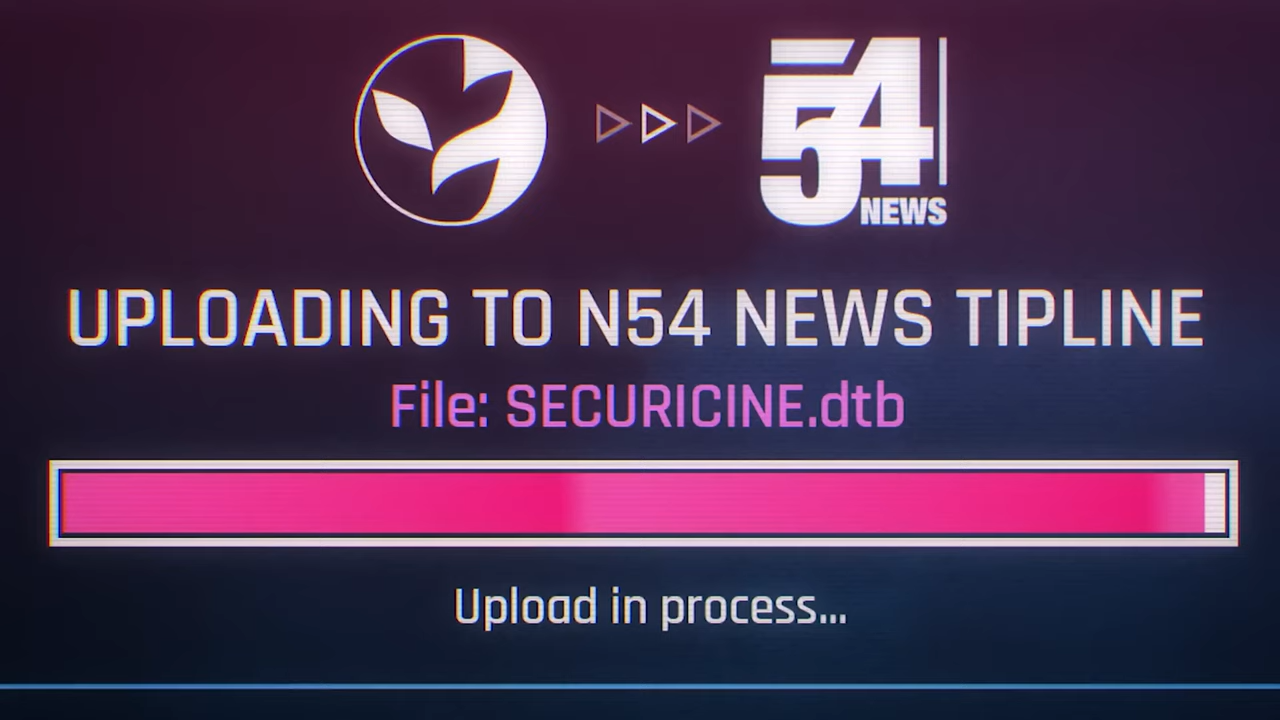 54
NEWS
UPLOADING TO N54 NEWS TIPLINE
File: SECURICINE.dtb
Upload in process...